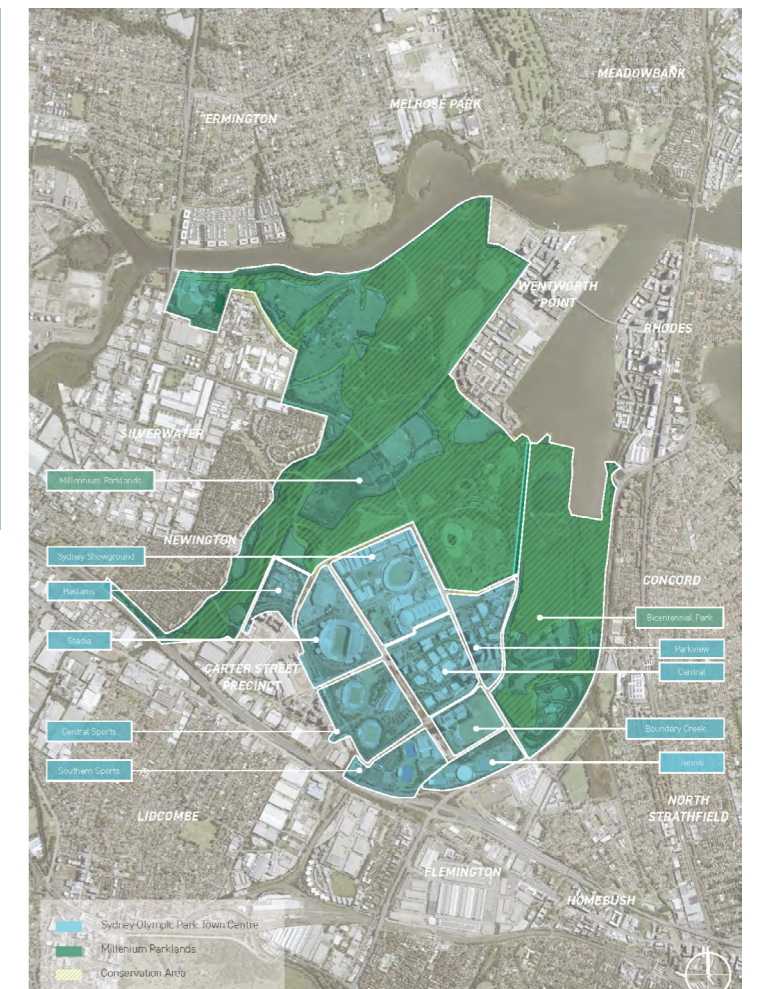 MEADOWBANK
MELROSE PARK
ERMINGTON
WENTWORTH
POINT
RHODES
SILVERWATER
Millennium Parklands
NEWINGTON
Sydney Showground
CONCORD
Haslams
Bicentennial Park
Stadia
Parkview
CARTER STREET
PRECINCT
Central
Central Sports
Boundary Creek
Southern Sports
Tennis
NORTH
STRATHFIELD
LIDCOMBE
FLEMINGTON
HOMEBUSH
Sydney Olympic Park Town Centre
Millenium Parklands
Conservation Area